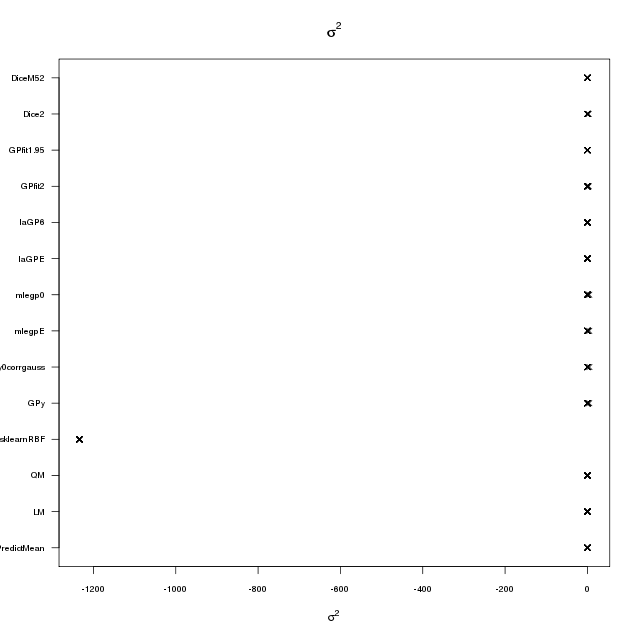 σ²
DiceM52
Dice2
GPfit1.95
GPfit2
laGP6
laGPE
mlegp0
mlegpE
y0corrgauss
GPy
sklearnRBF
QM
LM
PredictMean
-1200 -1000 -800 -600 -400 -200 0
σ²